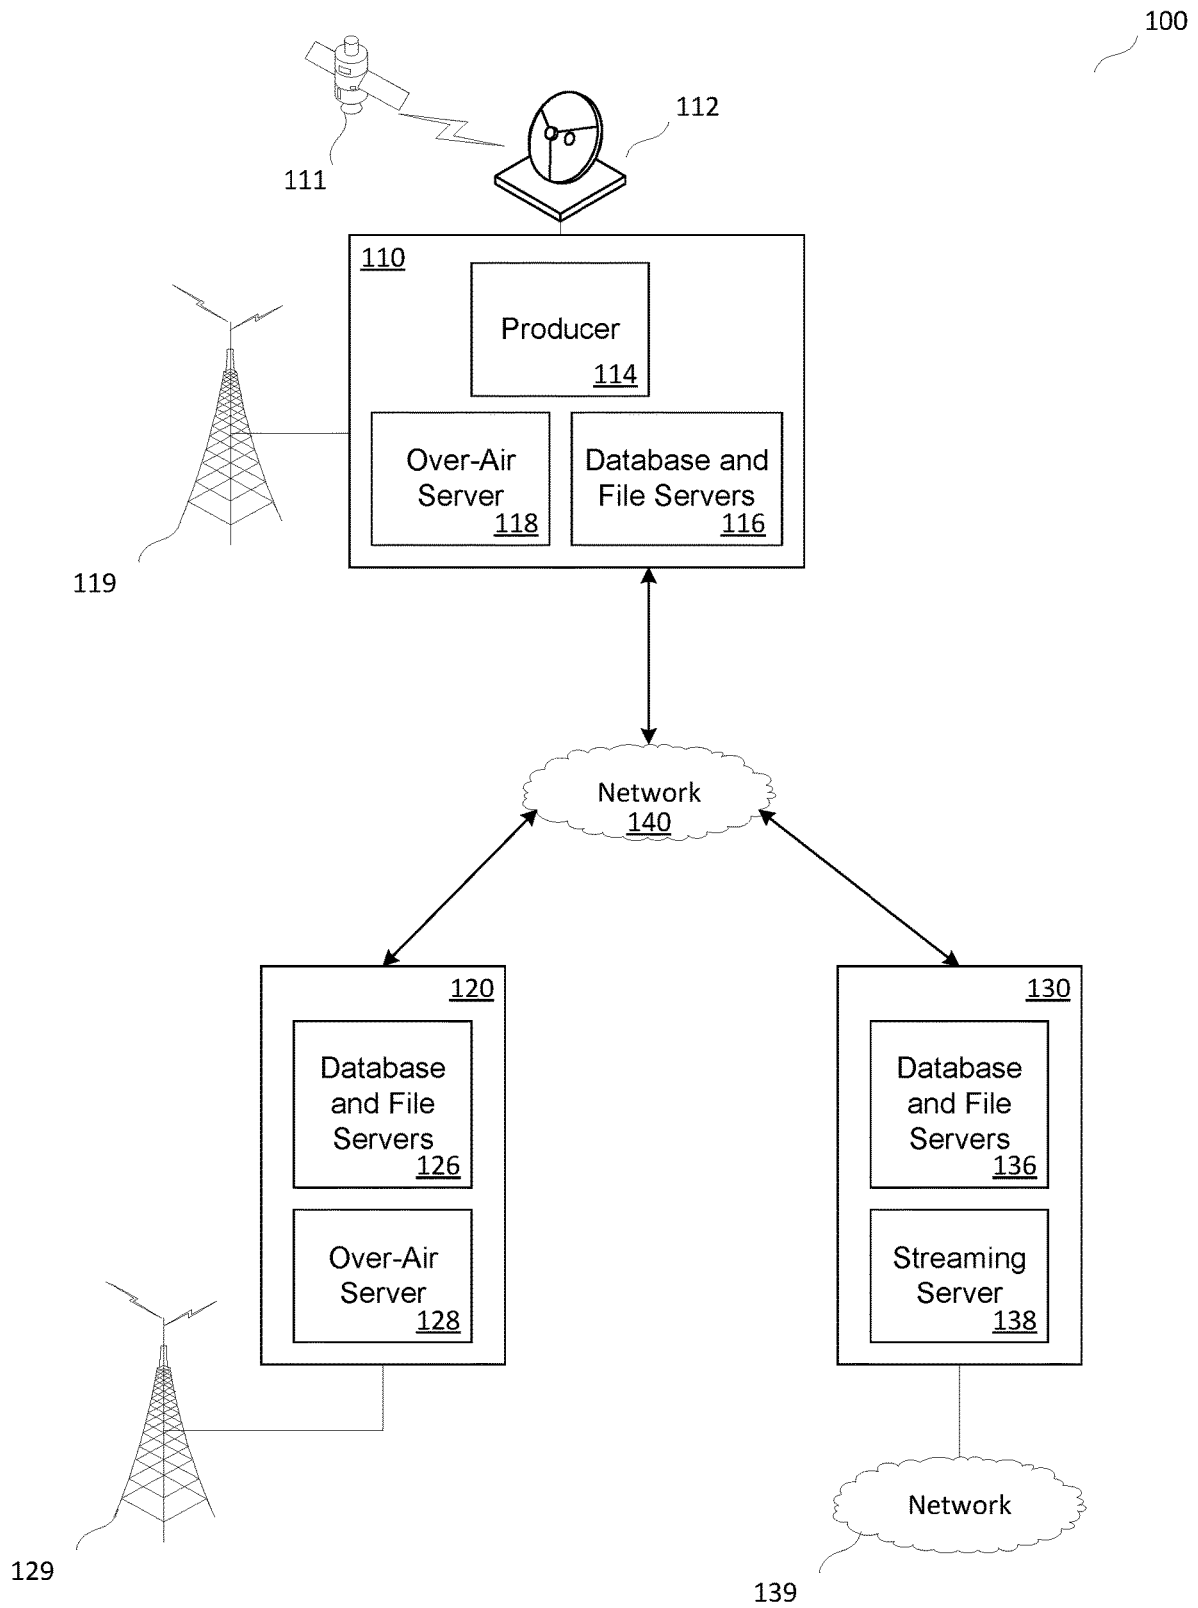 100
112
111
110
Producer
114
Over-Air
Server
118
Database and
File Servers
116
119
Network
140
120
Database
and File
Servers
126
Over-Air
Server
128
129
130
Database
and File
Servers
136
Streaming
Server
138
Network
139